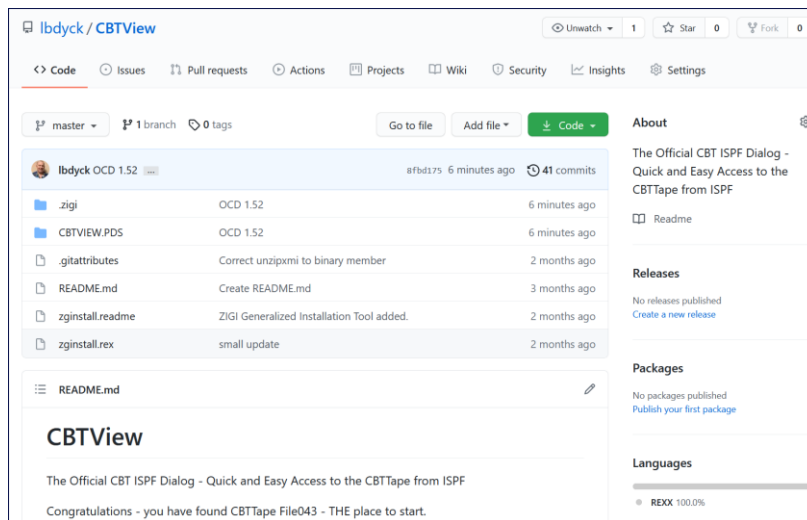 lbdyck / CBTView
Unwatch 1 Star 0 Fork 0
<> Code Issues Pull requests Actions Projects Wiki Security Insights Settings
master 1 branch 0 tags Go to file Add file Code
About
The Official CBT ISPF Dialog -
Quick and Easy Access to the
CBTTape from ISPF
Readme
lbdyck OCD 1.52 ... 8fbd175 6 minutes ago 41 commits
.zigi OCD 1.52 6 minutes ago
CBTVIEW.PDS OCD 1.52 6 minutes ago
.gitattributes Correct unzipxmi to binary member 2 months ago
README.md Create README.md 3 months ago
zginstall.readme ZIGI Generalized Installation Tool added. 2 months ago
zginstall.rex small update 2 months ago
Releases
No releases published
Create a new release
Packages
No packages published
Publish your first package
Languages
REXX 100.0%
README.md
CBTView
The Official CBT ISPF Dialog - Quick and Easy Access to the CBTTape from ISPF
Congratulations - you have found CBTTape File043 - THE place to start.